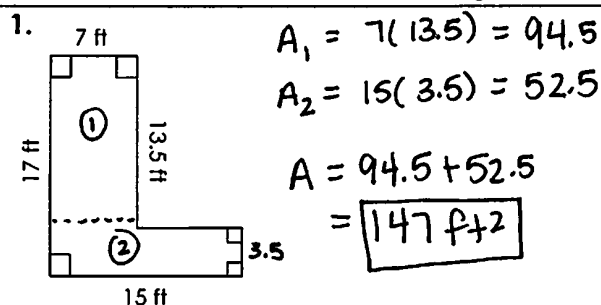 1.
7 ft
17 ft
①
13.5 ft
②
3.5
15 ft
A₁ = 7(13.5) = 94.5
A₂ = 15(3.5) = 52.5
A = 94.5 + 52.5
= 147 ft2